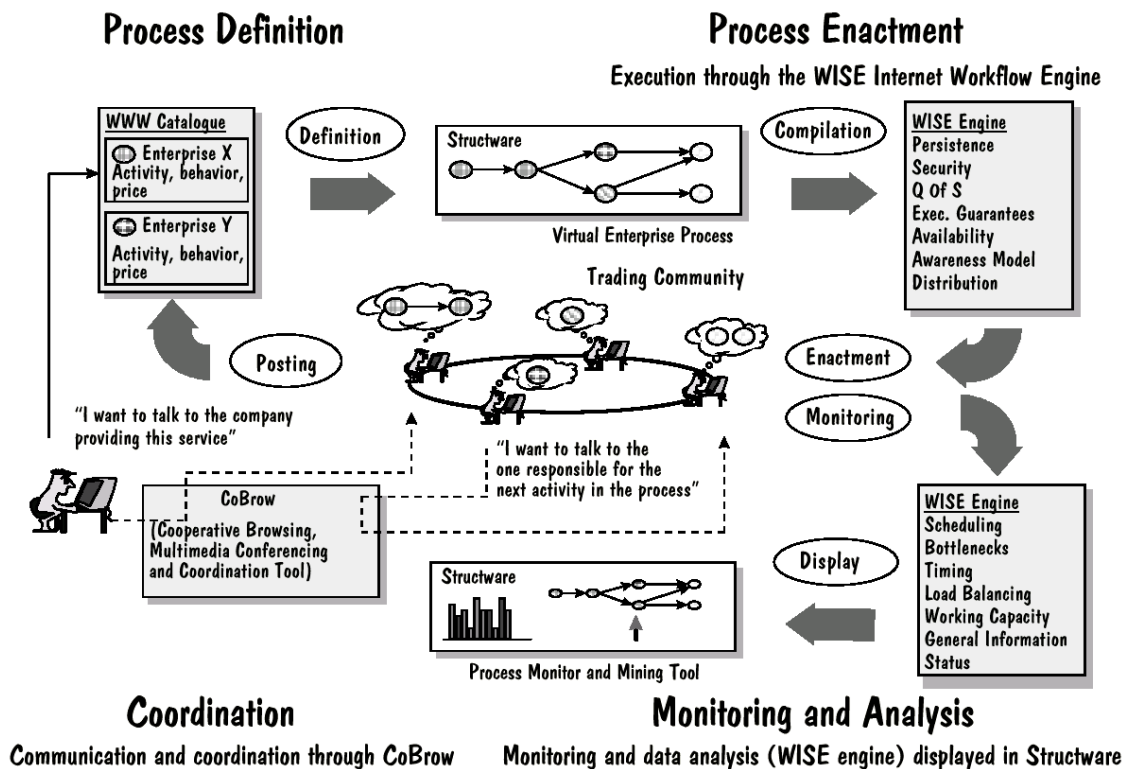 Process Definition
Process Enactment
Execution through the WISE Internet Workflow Engine
WWW Catalogue
Enterprise X
Activity, behavior,
price
Enterprise Y
Activity, behavior,
price
Definition
Structware
Virtual Enterprise Process
Compilation
WISE Engine
Persistence
Security
Q Of S
Exec. Guarantees
Availability
Awareness Model
Distribution
Trading Community
Posting
Enactment
Monitoring
"I want to talk to the company
providing this service"
"I want to talk to the
one responsible for the
next activity in the process"
CoBrow
(Cooperative Browsing,
Multimedia Conferencing
and Coordination Tool)
Structware
Process Monitor and Mining Tool
Display
WISE Engine
Scheduling
Bottlenecks
Timing
Load Balancing
Working Capacity
General Information
Status
Coordination
Communication and coordination through CoBrow
Monitoring and Analysis
Monitoring and data analysis (WISE engine) displayed in Structware